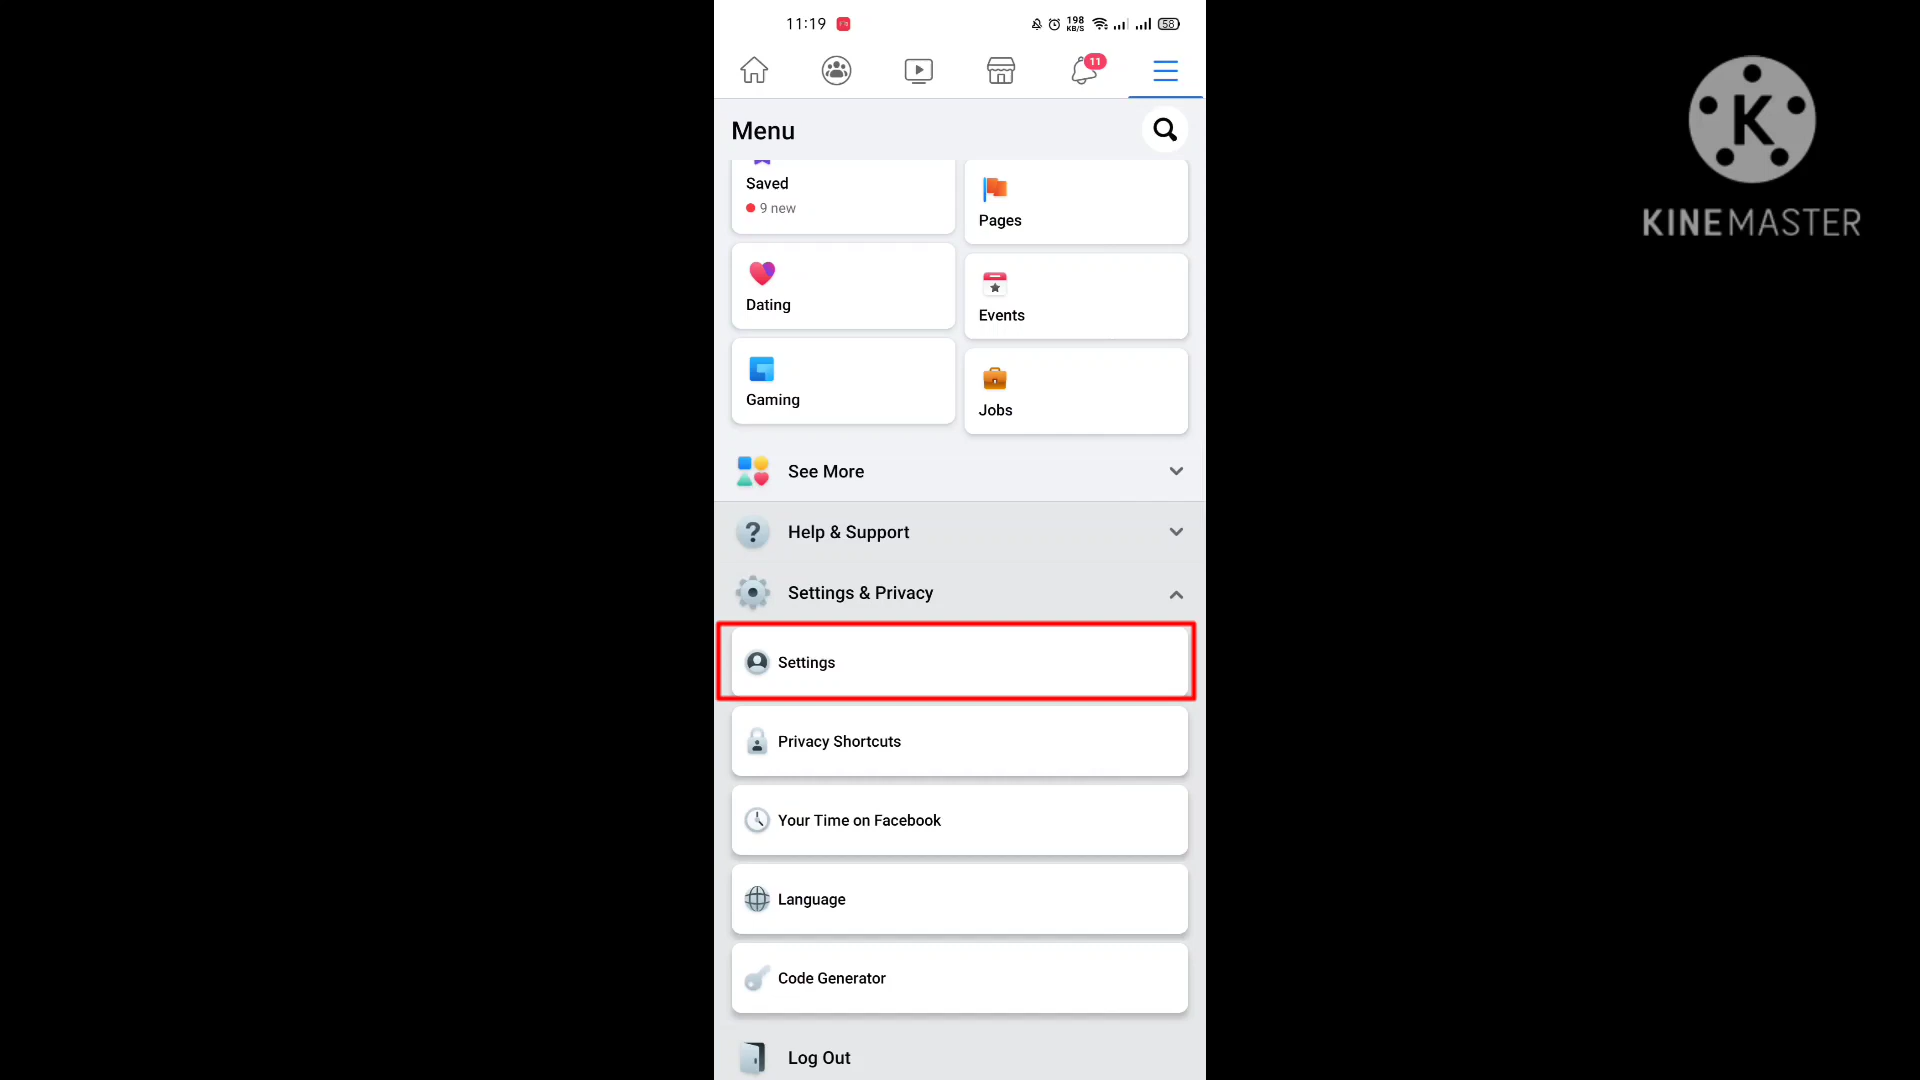 11:19
198
KB/S
58
11
Menu
Saved
9 new
Pages
Dating
Events
Gaming
Jobs
See More
Help & Support
Settings & Privacy
Settings
Privacy Shortcuts
Your Time on Facebook
Language
Code Generator
Log Out
K
KINEMASTER